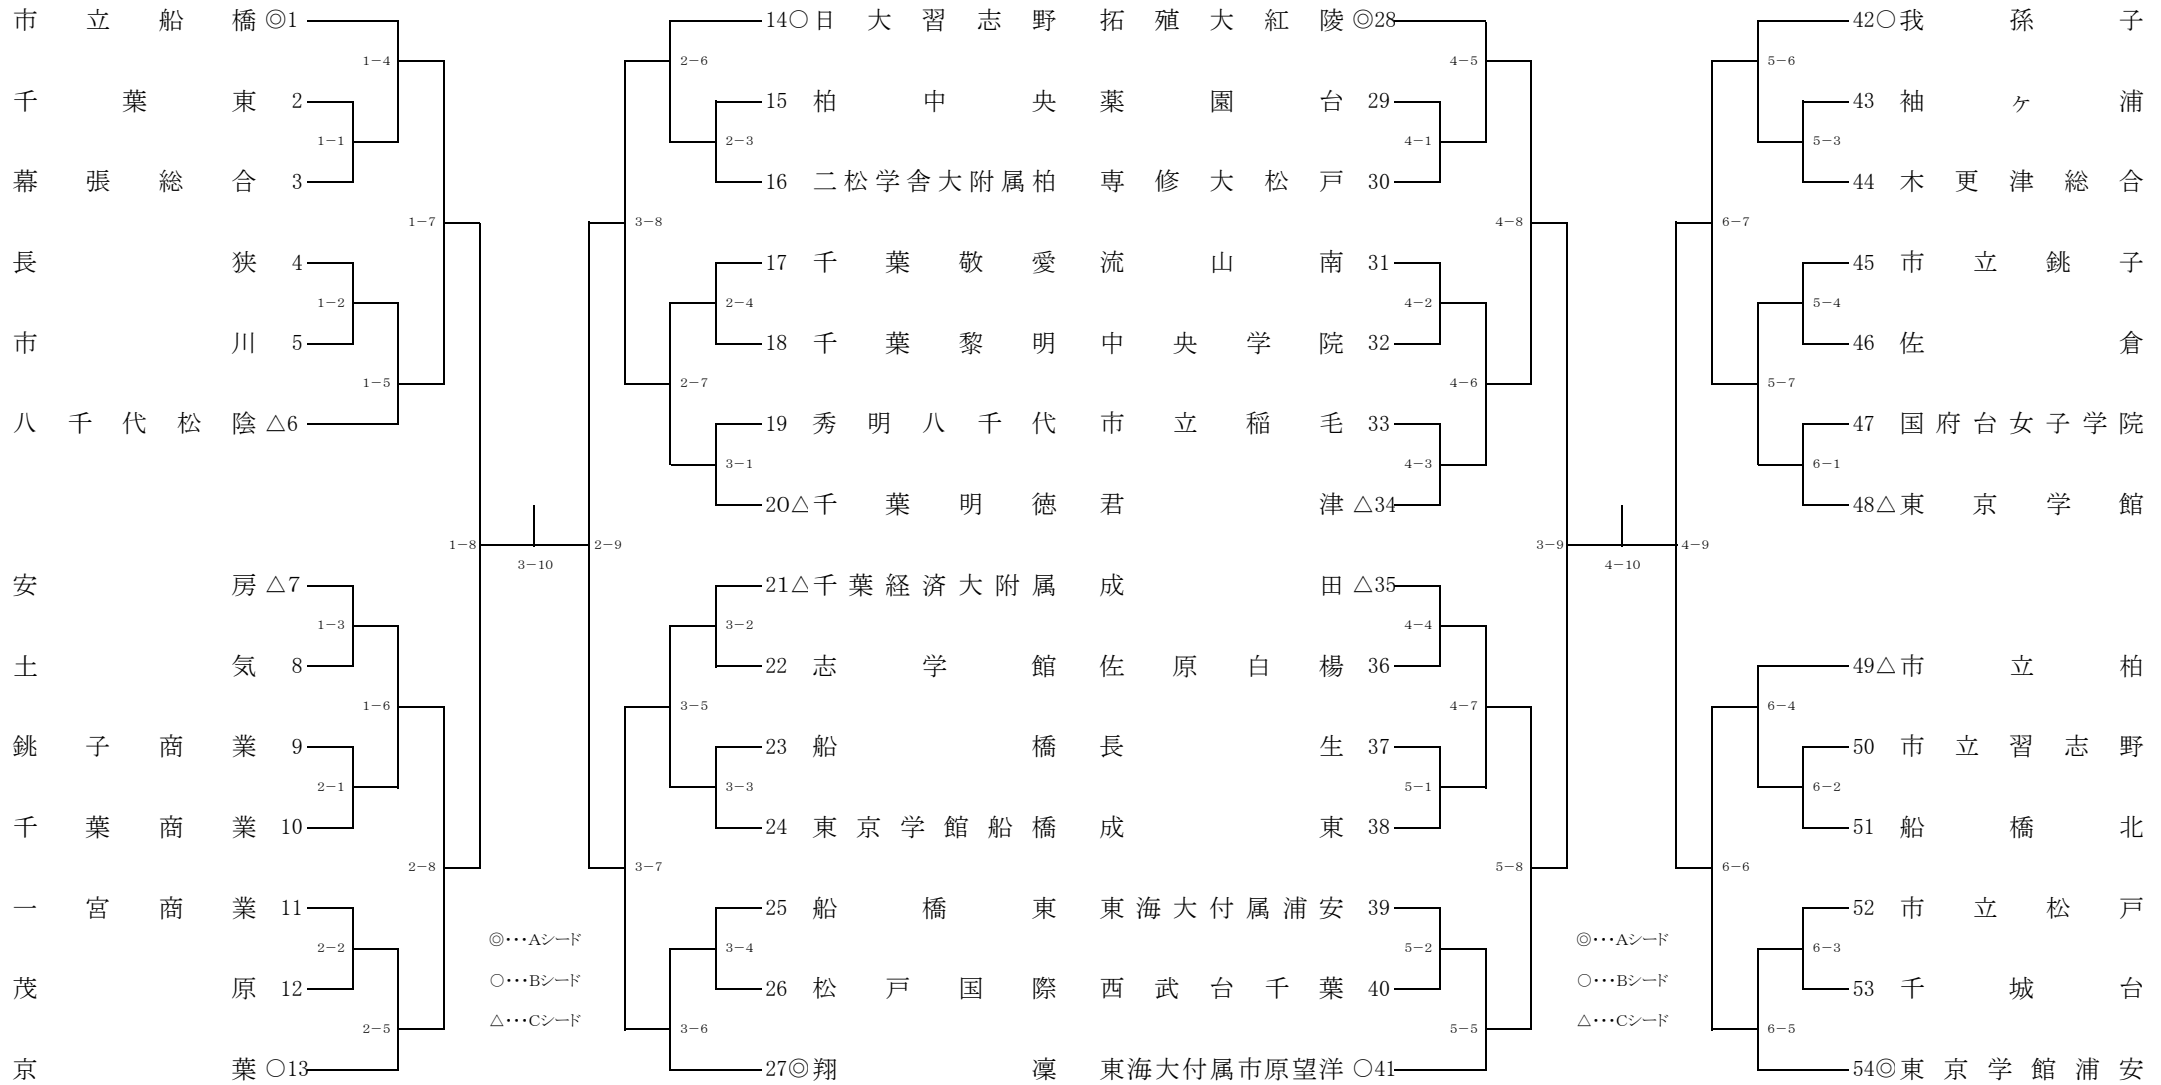 市立船橋 ◎1
1−4
千葉東 2
1−1
幕張総合 3
1−7
長狭 4
1−2
市川 5
1−5
八千代松陰 △6
1−8
安房 △7
1−3
土気 8
1−6
銚子商業 9
2−1
千葉商業 10
2−8
一宮商業 11
2−2
茂原 12
2−5
京葉 ○13
3−10
◎・・・Aシード
○・・・Bシード
△・・・Cシード
14○日大習志野
2−6
15 柏中央
2−3
16 二松学舎大附属柏
3−8
17 千葉敬愛
2−4
18 千葉黎明
2−7
19 秀明八千代
3−1
20△千葉明徳
2−9
21△千葉経済大附属
3−2
22 志学館
3−5
23 船橋
3−3
24 東京学館船橋
3−7
25 船橋東
3−4
26 松戸国際
3−6
27◎翔凜
拓殖大紅陵 ◎28
4−5
薬園台 29
4−1
専修大松戸 30
4−8
流山南 31
4−2
中央学院 32
4−6
市立稲毛 33
4−3
君津 △34
3−9
成田 △35
4−4
佐原白楊 36
4−7
長生 37
5−1
成東 38
5−8
東海大付属浦安 39
5−2
西武台千葉 40
5−5
東海大付属市原望洋 ○41
4−10
◎・・・Aシード
○・・・Bシード
△・・・Cシード
42○我孫子
5−6
43 袖ヶ浦
5−3
44 木更津総合
6−7
45 市立銚子
5−4
46 佐倉
5−7
47 国府台女子学院
6−1
48△東京学館
4−9
49△市立柏
6−4
50 市立習志野
6−2
51 船橋北
6−6
52 市立松戸
6−3
53 千城台
6−5
54◎東京学館浦安